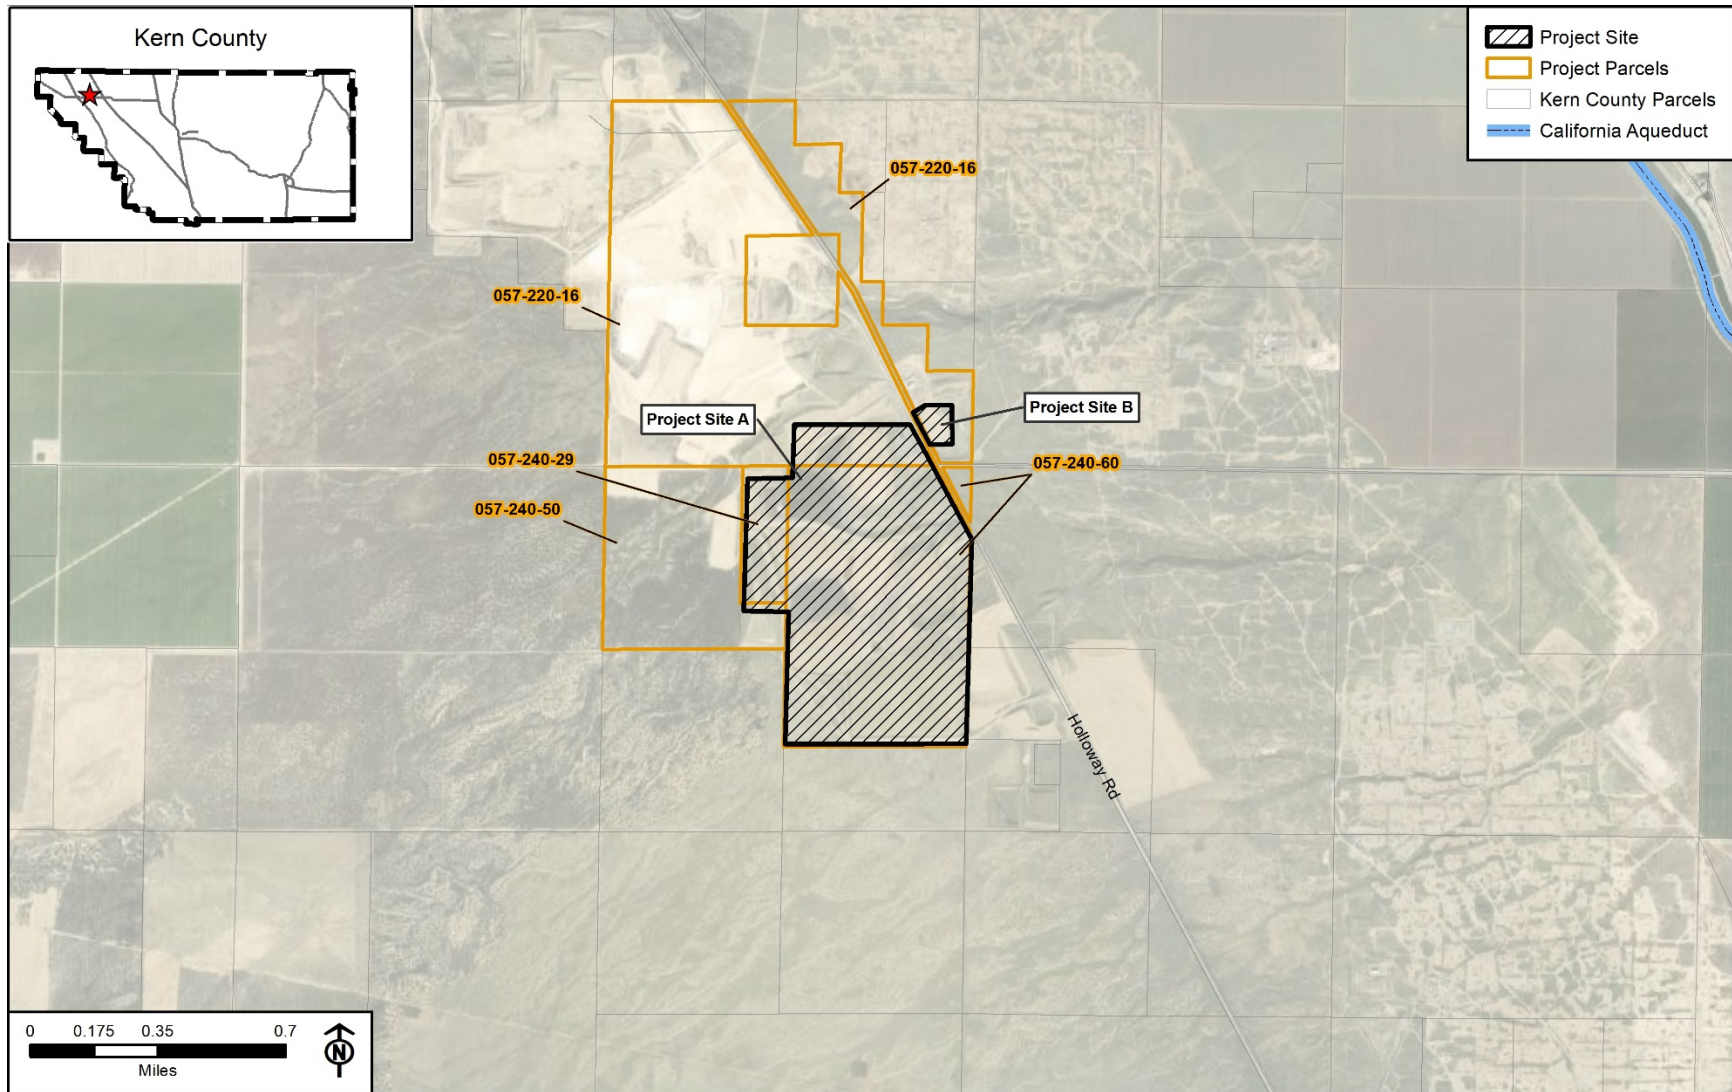 Kern County
Project Site
Project Parcels
Kern County Parcels
California Aqueduct
057-220-16
057-220-16
Project Site A
Project Site B
057-240-29
057-240-60
057-240-50
Holloway Rd
0 0.175 0.35 0.7
Miles
N